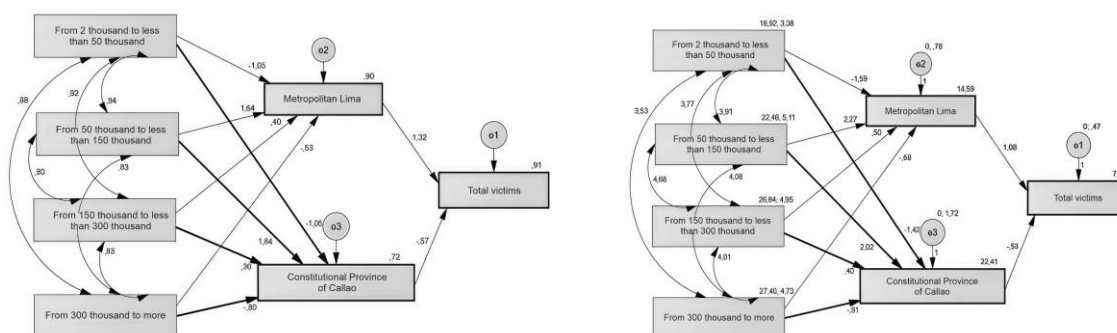 From 2 thousand to less
than 50 thousand
o2
-1,05
,90
Metropolitan Lima
,88
,92
,94
1,64
,40
From 50 thousand to less
than 150 thousand
-,53
1,32
o1
,83
,91
Total victims
,80
From 150 thousand to less
than 300 thousand
-1,05
o3
-,57
,83
1,84
,30
,72
Constitutional Province
of Callao
-,80
From 300 thousand to more
18,92, 3,38
From 2 thousand to less
than 50 thousand
0, ,78
e2
1
-1,59
14,59
Metropolitan Lima
3,53
3,77
3,91
2,27
,50
22,46, 5,11
From 50 thousand to less
than 150 thousand
-,68
1,08
0, ,47
e1
1
4,08
7
Total victims
4,68
26,64; 4,95
From 150 thousand to less
than 300 thousand
-1,42
0, 1,72
e3
1
-,53
4,01
2,02
,40
22,41
Constitutional Province
of Callao
27,40, 4,73
-,91
From 300 thousand to more